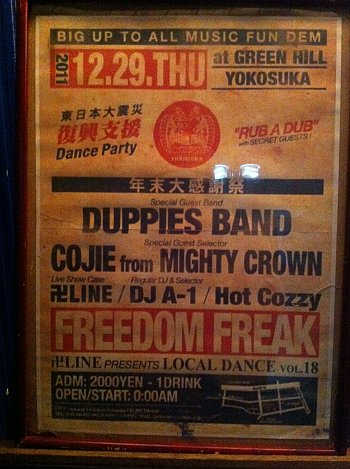 BIG UP TO ALL MUSIC FUN DEM
2011 12.29.THU
at GREEN HILL
YOKOSUKA
東日本大震災
復興支援
Dance Party
"RUB A DUB"
with SECRET GUESTS!
年末大感謝祭
Special Guest Band
DUPPIES BAND
Special Guest Selector
COJIE from MIGHTY CROWN
Live Show Case
Regular DJ & Selector
卍LINE / DJ A-1 / Hot Cozzy
FREEDOM FREAK
卍LINE PRESENTS LOCAL DANCE VOL.18
ADM: 2000YEN - 1DRINK
OPEN/START: 0:00AM